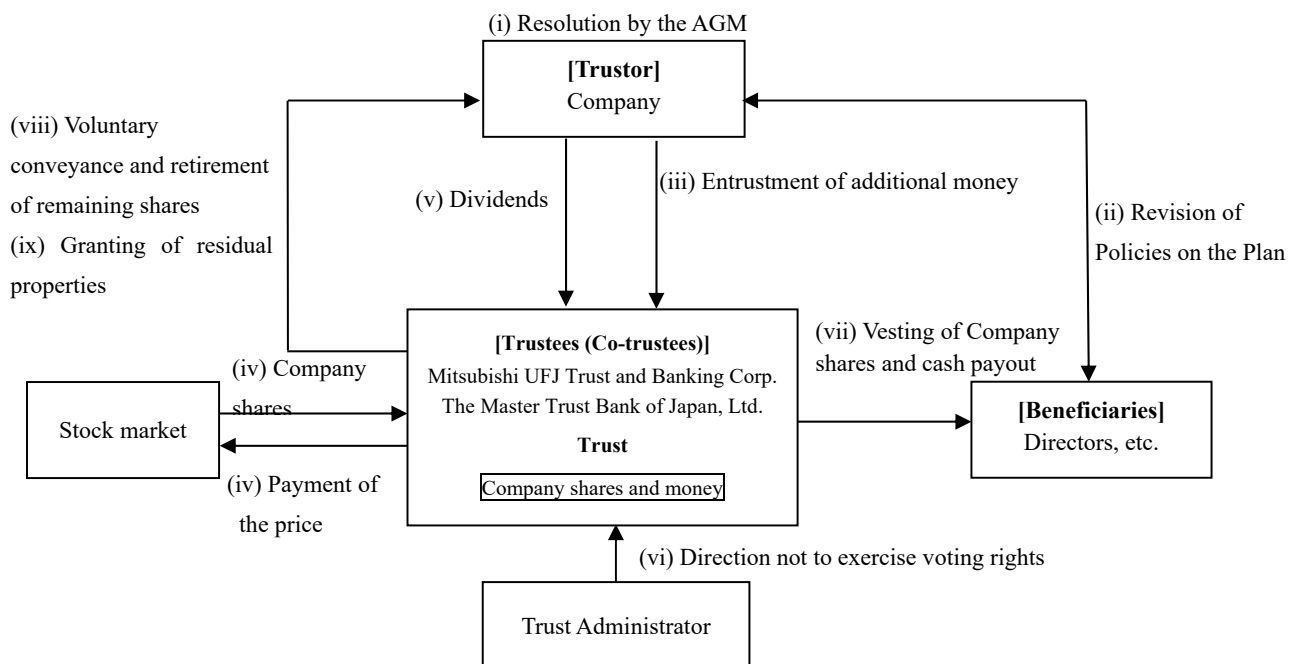 (i) Resolution by the AGM
[Trustor]
Company
(viii) Voluntary
conveyance and retirement
of remaining shares
(ix) Granting of residual
properties
(v) Dividends
(iii) Entrustment of additional money
(ii) Revision of
Policies on the Plan
[Trustees (Co-trustees)]
Mitsubishi UFJ Trust and Banking Corp.
The Master Trust Bank of Japan, Ltd.
Trust
Company shares and money
(vii) Vesting of Company
shares and cash payout
(iv) Company
shares
Stock market
(iv) Payment of
the price
[Beneficiaries]
Directors, etc.
(vi) Direction not to exercise voting rights
Trust Administrator